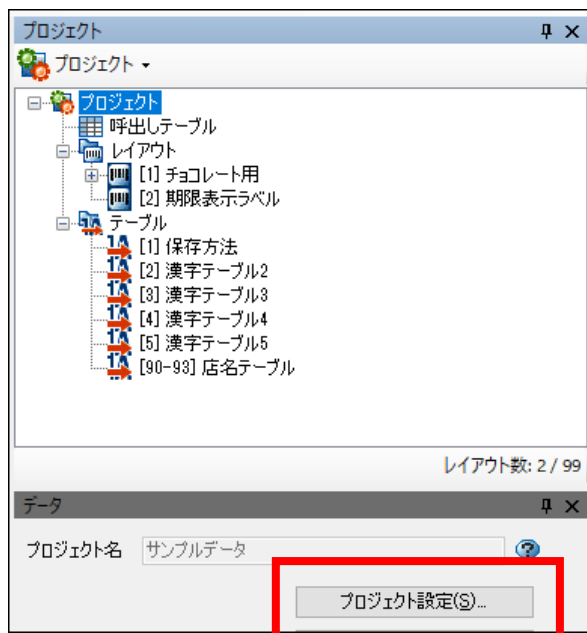 プロジェクト
プロジェクト
プロジェクト
呼出しテーブル
レイアウト
[1] チョコレート用
[2] 期限表示ラベル
テーブル
[1] 保存方法
[2] 漢字テーブル2
[3] 漢字テーブル3
[4] 漢字テーブル4
[5] 漢字テーブル5
[90-93] 店名テーブル
レイアウト数: 2 / 99
データ
プロジェクト名 サンプルデータ
プロジェクト設定(S)...